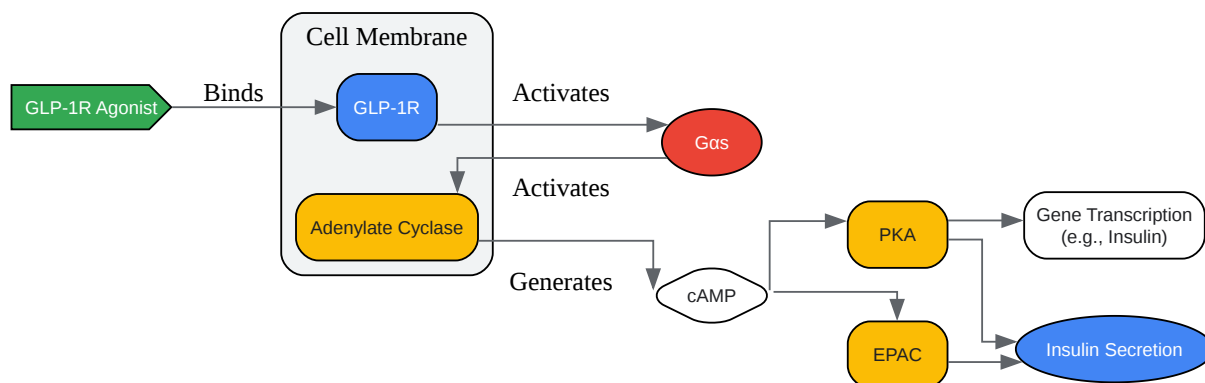 Cell Membrane
GLP-1R Agonist
Binds
GLP-1R
Activates
Gαs
Activates
Adenylate Cyclase
Generates
cAMP
PKA
Gene Transcription
(e.g., Insulin)
EPAC
Insulin Secretion